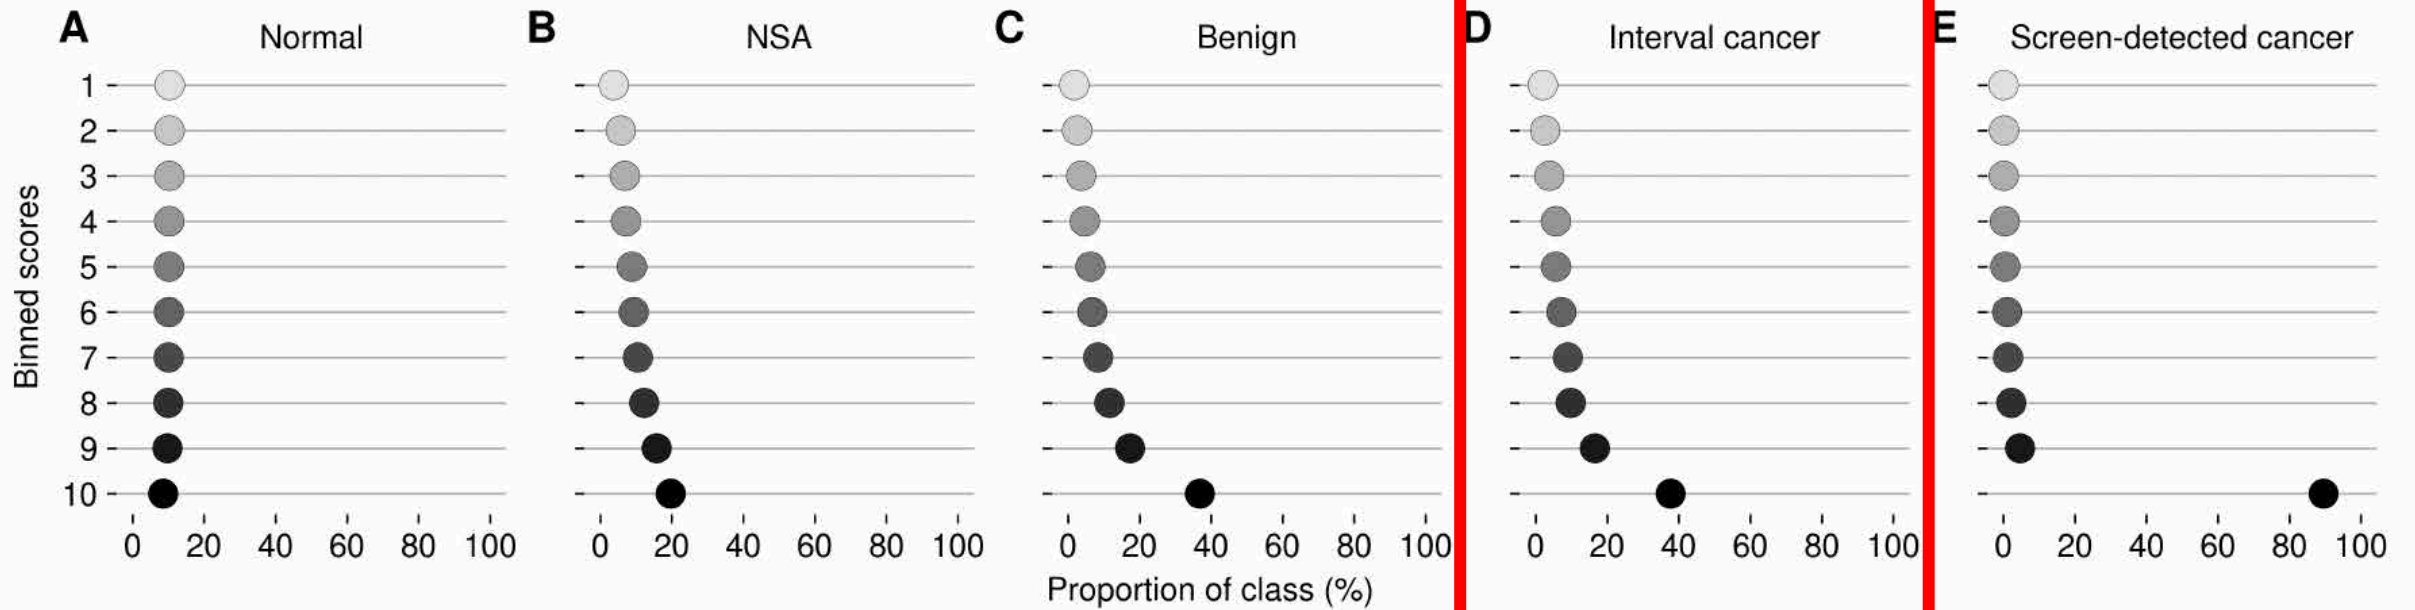 A Normal
B NSA
C Benign
D Interval cancer
E Screen-detected cancer
Binned scores
1
2
3
4
5
6
7
8
9
10
0 20 40 60 80 100
0 20 40 60 80 100
0 20 40 60 80 100
0 20 40 60 80 100
0 20 40 60 80 100
Proportion of class (%)